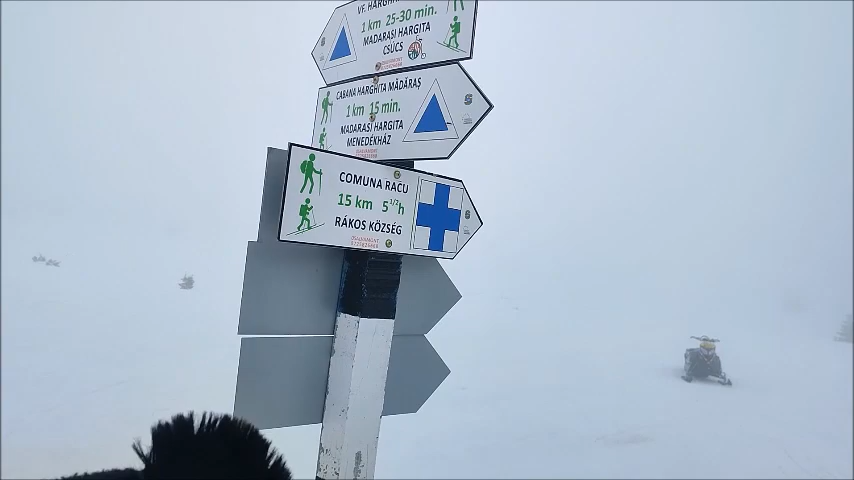 VF. HARGHITA
1 km 25-30 min.
MADARASI HARGITA
CSÚCS
CABANA HARGHITA MĂDĂRAȘ
1 km 15 min.
MADARASI HARGITA
MENEDÉKHÁZ
COMUNA RACU
15 km 5 1/2 h
RÁKOS KÖZSÉG